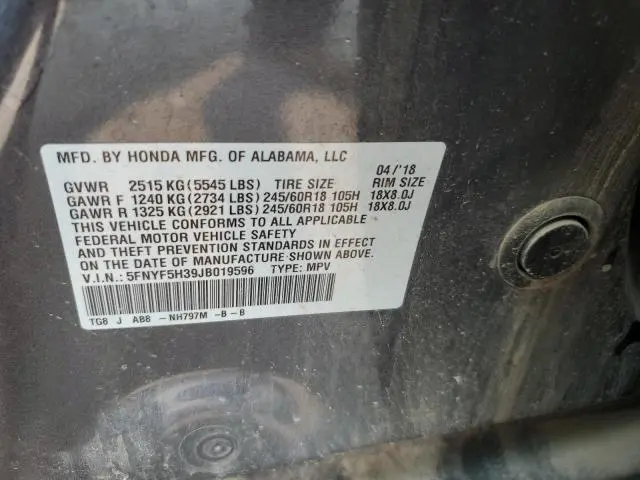 MFD. BY HONDA MFG. OF ALABAMA, LLC 04/'18
GVWR 2515 KG (5545 LBS) TIRE SIZE RIM SIZE
GAWR F 1240 KG (2734 LBS) 245/60R18 105H 18X8.0J
GAWR R 1325 KG (2921 LBS) 245/60R18 105H 18X8.0J
THIS VEHICLE CONFORMS TO ALL APPLICABLE
FEDERAL MOTOR VEHICLE SAFETY
AND THEFT PREVENTION STANDARDS IN EFFECT
ON THE DATE OF MANUFACTURE SHOWN ABOVE.
V.I.N.: 5FNYF5H39JB019596 TYPE: MPV
TG8 J AB8 -NH797M -B -B